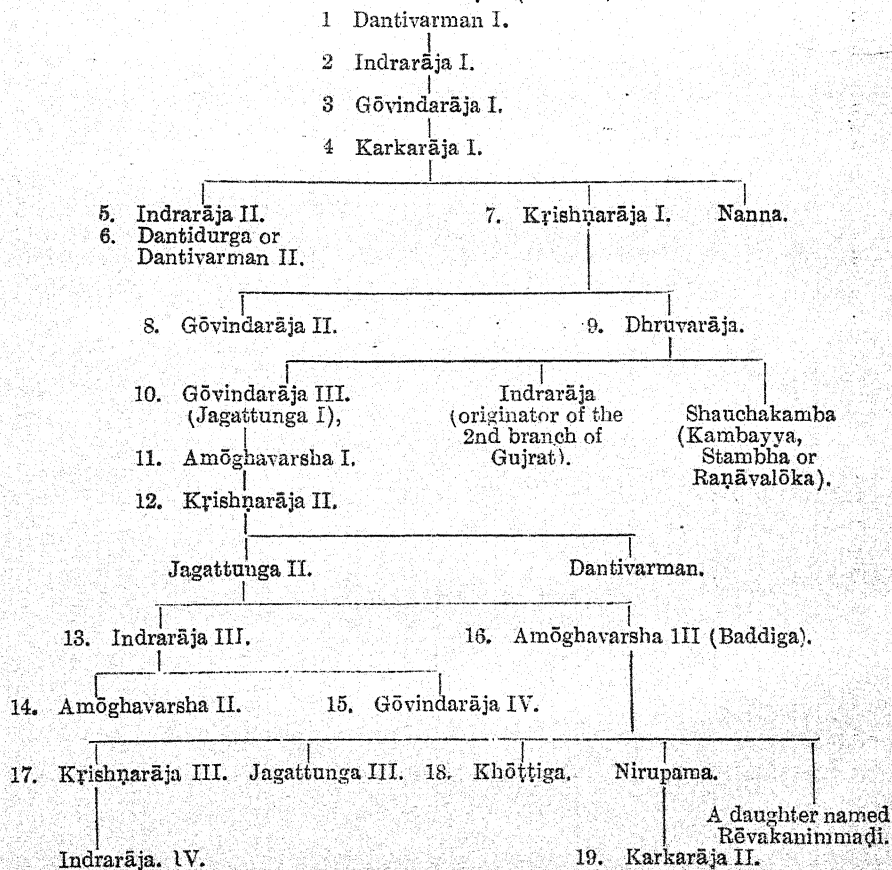 1 Dantivarman I.
2 Indrarāja I.
3 Gōvindarāja I.
4 Karkarāja I.
5. Indrarāja II. 7. Kṛishṇarāja I. Nanna.
6. Dantidurga or
Dantivarman II.
8. Gōvindarāja II. 9. Dhruvarāja.
10. Gōvindarāja III.
(Jagattunga I),
Indrarāja
(originator of the
2nd branch of
Gujrat).
Shauchakamba
(Kambayya,
Stambha or
Raṇāvalōka).
11. Amōghavarsha I.
12. Kṛishṇarāja II.
Jagattunga II. Dantivarman.
13. Indrarāja III. 16. Amōghavarsha III (Baddiga).
14. Amōghavarsha II. 15. Gōvindarāja IV.
17. Kṛishṇarāja III. Jagattunga III. 18. Khōṭṭiga. Nirupama.
A daughter named
Rēvakanimmaḍi.
Indrarāja. IV. 19. Karkarāja II.